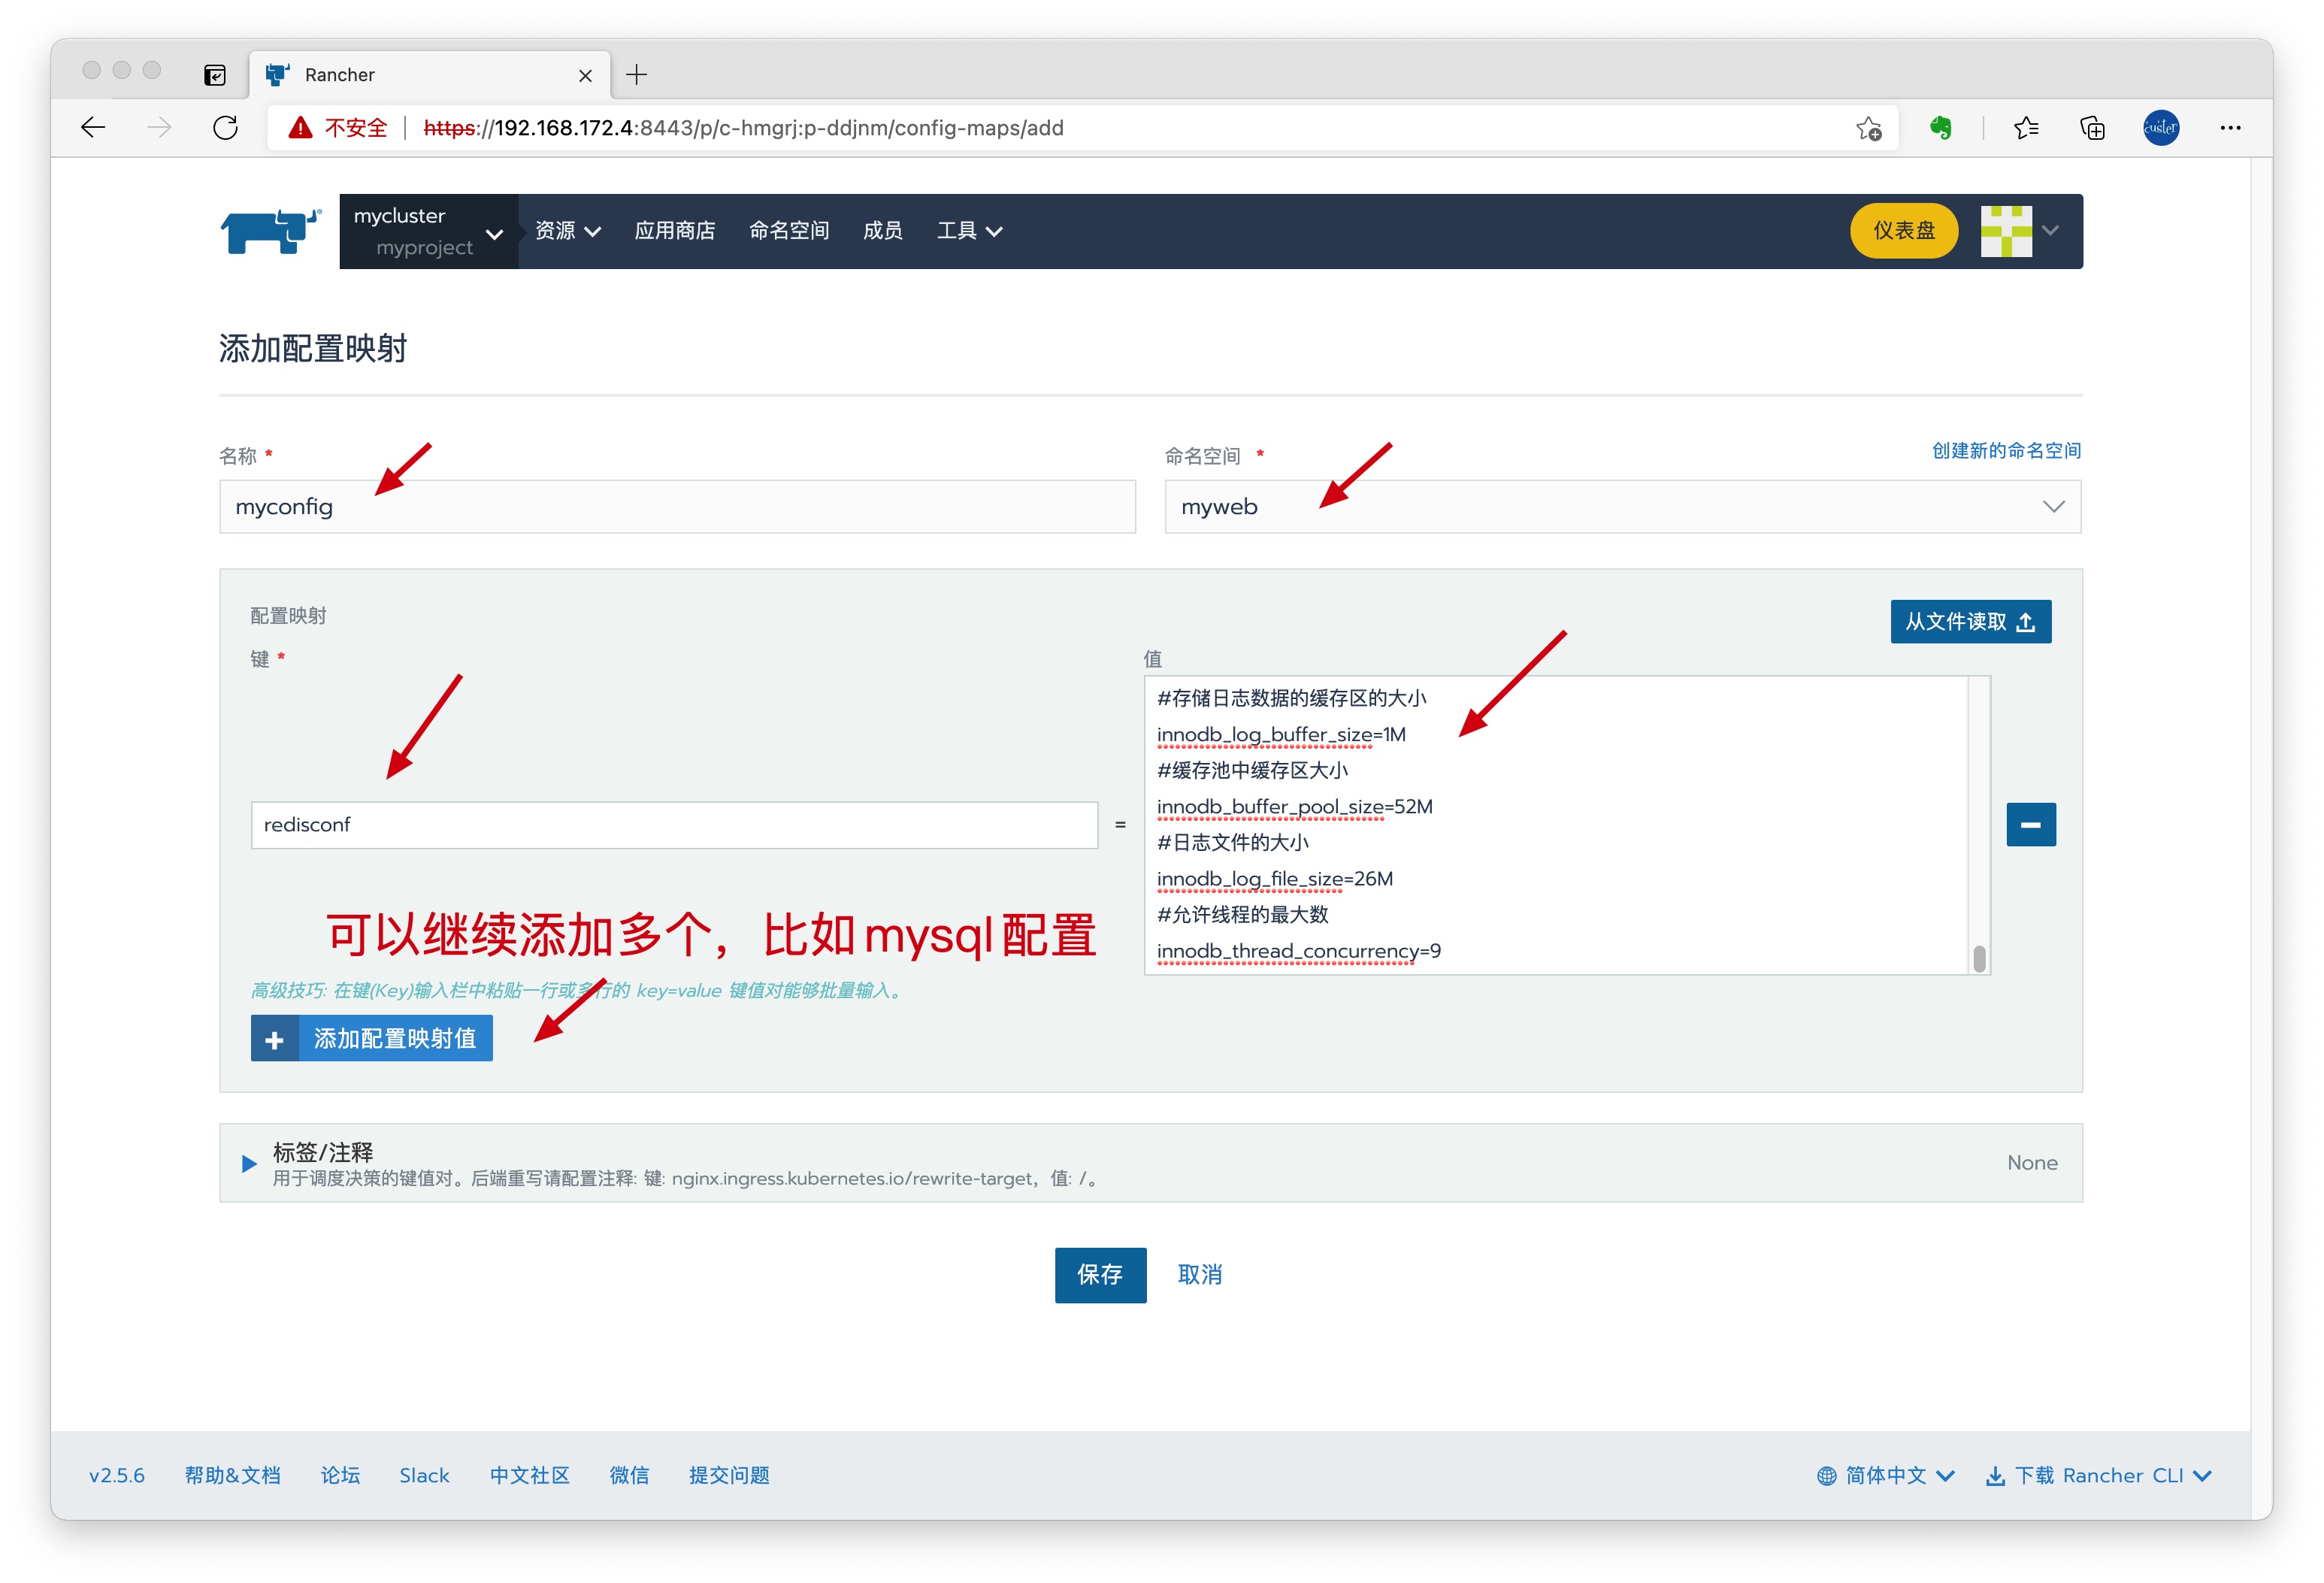 Rancher
不安全 https://192.168.172.4:8443/p/c-hmgrj:p-ddjnm/config-maps/add
custer
mycluster
myproject
资源 应用商店 命名空间 成员 工具 仪表盘
添加配置映射
名称 *
命名空间 *
创建新的命名空间
myconfig
myweb
配置映射
从文件读取
键 *
值
redisconf
=
#存储日志数据的缓存区的大小
innodb_log_buffer_size=1M
#缓存池中缓存区大小
innodb_buffer_pool_size=52M
#日志文件的大小
innodb_log_file_size=26M
#允许线程的最大数
innodb_thread_concurrency=9
可以继续添加多个，比如mysql配置
高级技巧: 在键(Key)输入栏中粘贴一行或多行的 key=value 键值对能够批量输入。
+ 添加配置映射值
标签/注释
用于调度决策的键值对。后端重写请配置注释: 键: nginx.ingress.kubernetes.io/rewrite-target，值: /。
None
保存 取消
v2.5.6 帮助&文档 论坛 Slack 中文社区 微信 提交问题 简体中文 下载 Rancher CLI